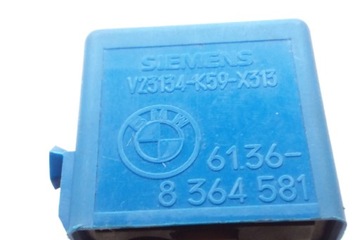 SIEMENS
V23134-K59-X313
BMW
61.36-
8 364 581